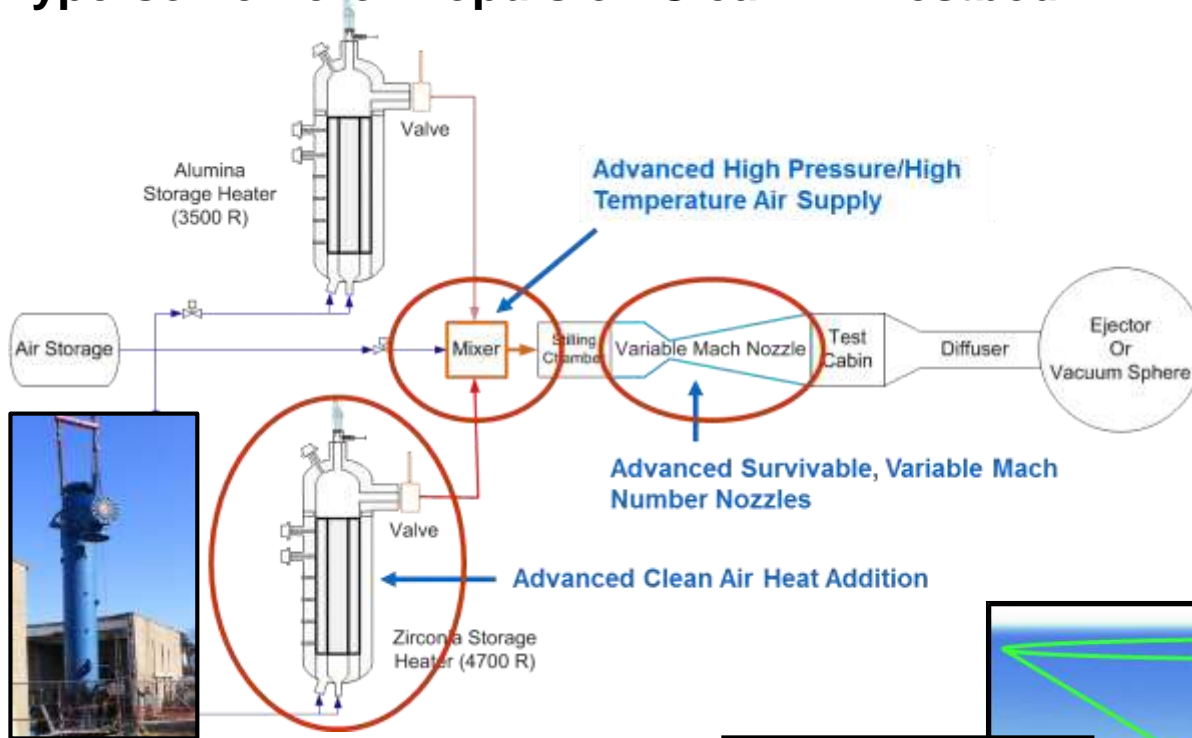 Valve
Alumina
Storage Heater
(3500 R)
Advanced High Pressure/High
Temperature Air Supply
Air Storage
Mixer
Stilling
Chamber
Variable Mach Nozzle
Test
Cabin
Diffuser
Ejector
Or
Vacuum Sphere
Advanced Survivable, Variable Mach
Number Nozzles
Valve
Advanced Clean Air Heat Addition
Zirconia Storage
Heater (4700 R)